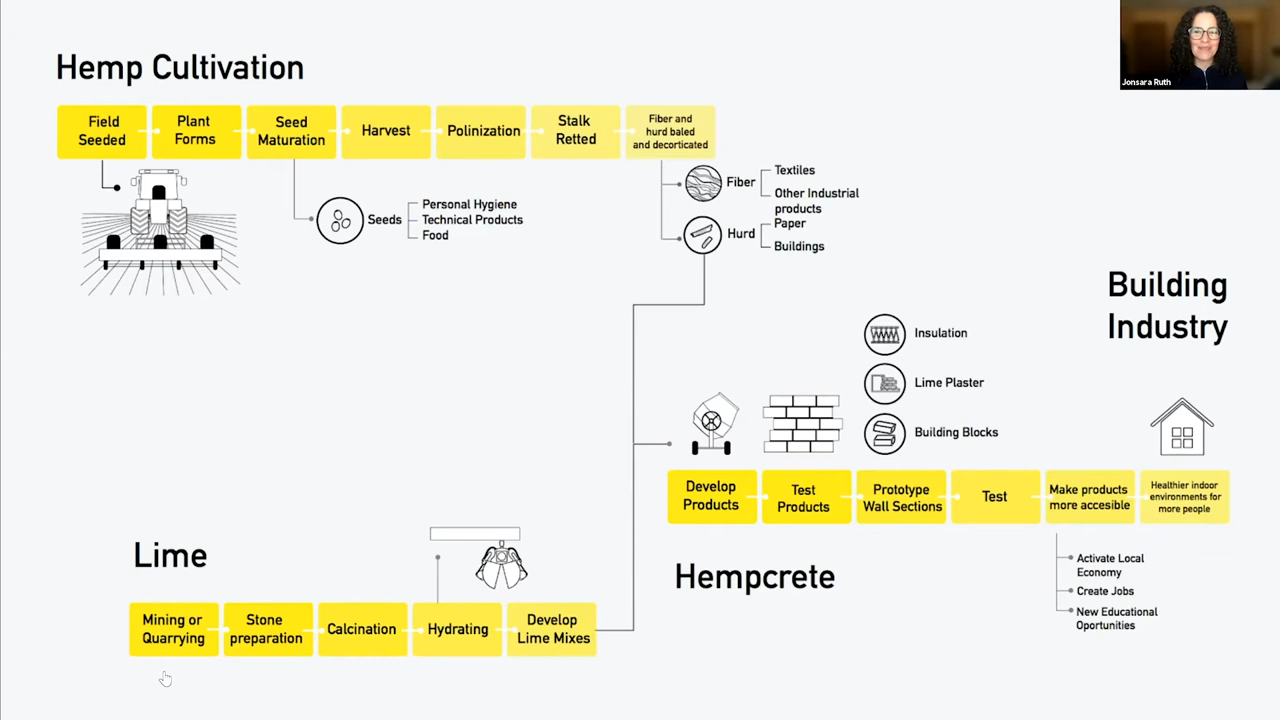 Jonsara Ruth
Hemp Cultivation
Field
Seeded
Plant
Forms
Seed
Maturation
Harvest
Polinization
Stalk
Retted
Fiber and
hurd baled
and decorticated
Seeds
Personal Hygiene
Technical Products
Food
Fiber
Textiles
Other Industrial
products
Hurd
Paper
Buildings
Building
Industry
Insulation
Lime Plaster
Building Blocks
Develop
Products
Test
Products
Prototype
Wall Sections
Test
Make products
more accesible
Healthier indoor
environments for
more people
Hempcrete
Activate Local
Economy
Create Jobs
New Educational
Oportunities
Lime
Mining or
Quarrying
Stone
preparation
Calcination
Hydrating
Develop
Lime Mixes